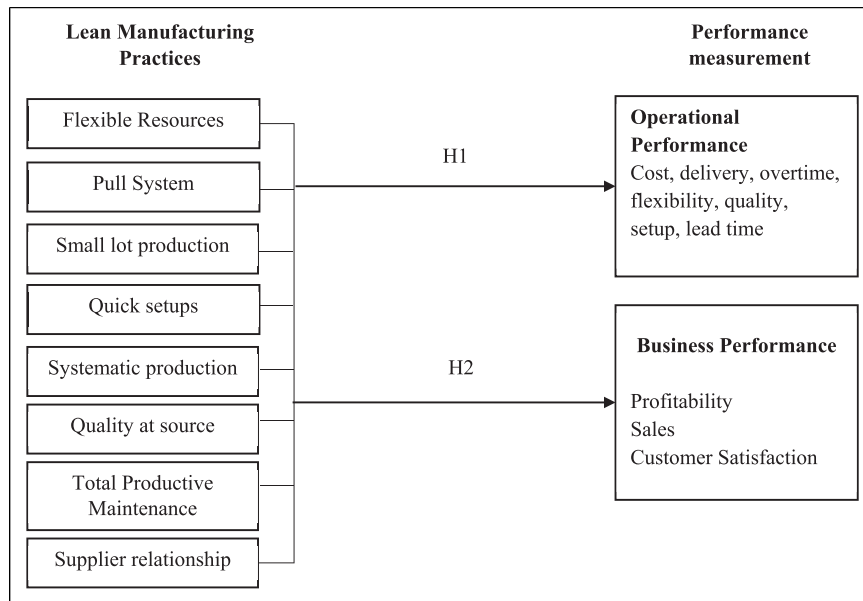 Lean Manufacturing
Practices
Flexible Resources
Pull System
Small lot production
Quick setups
Systematic production
Quality at source
Total Productive
Maintenance
Supplier relationship
H1
H2
Performance
measurement
Operational
Performance
Cost, delivery, overtime,
flexibility, quality,
setup, lead time
Business Performance
Profitability
Sales
Customer Satisfaction